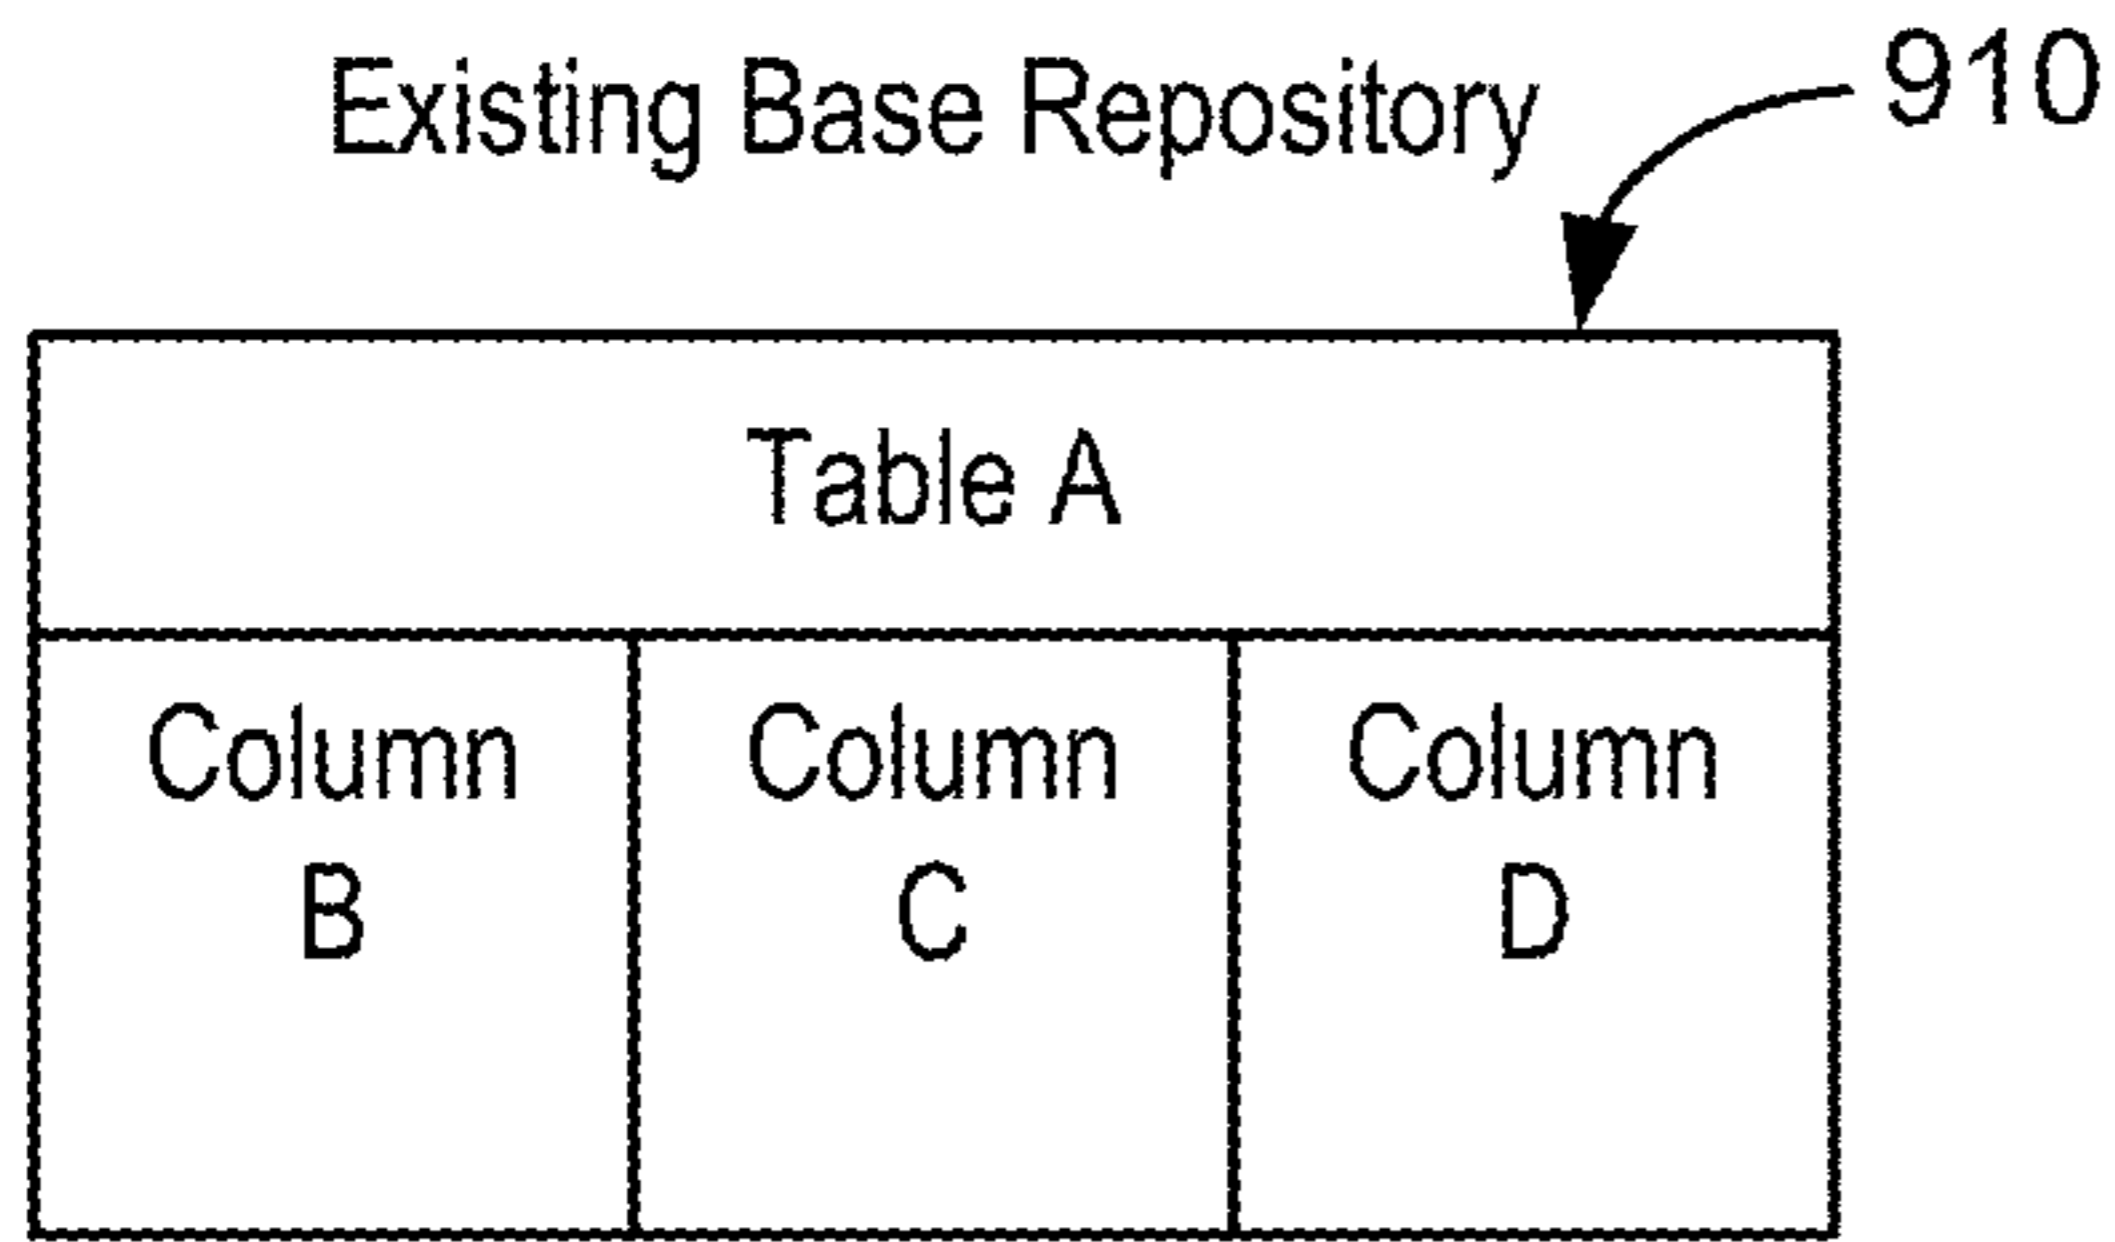 Existing Base Repository
910
Table A
Column
B
Column
C
Column
D